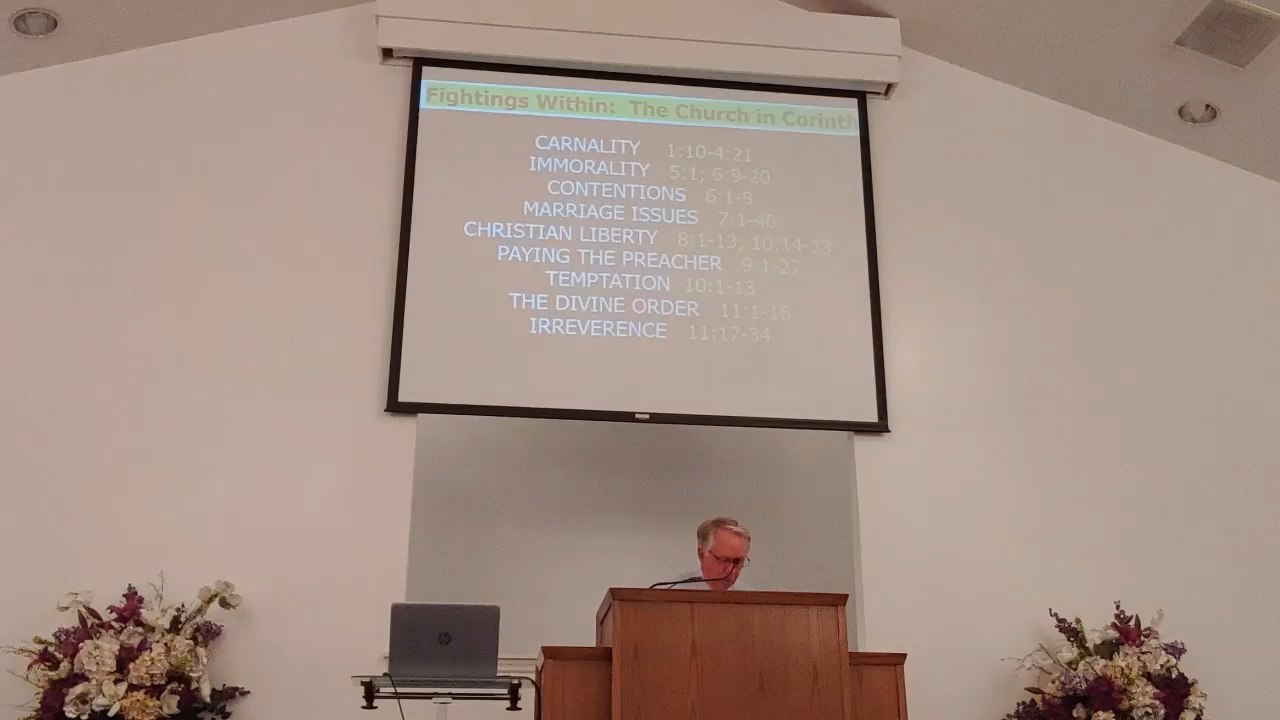 Fightings Within: The Church in Corinth
CARNALITY 1:10-4:21
IMMORALITY 5:1; 6:9-20
CONTENTIONS 6:1-8
MARRIAGE ISSUES 7:1-40
CHRISTIAN LIBERTY 8:1-13; 10:14-33
PAYING THE PREACHER 9:1-27
TEMPTATION 10:1-13
THE DIVINE ORDER 11:1-16
IRREVERENCE 11:17-34
hp